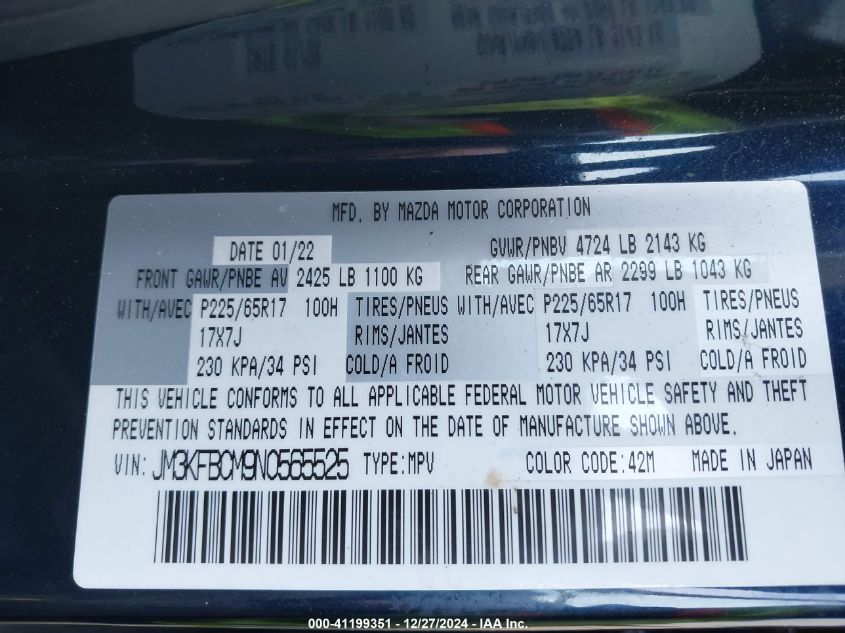 MFD. BY MAZDA MOTOR CORPORATION
DATE 01/22 GVWR/PNBV 4724 LB 2143 KG
FRONT GAWR/PNBE AV 2425 LB 1100 KG REAR GAWR/PNBE AR 2299 LB 1043 KG
WITH/AVEC P225/65R17 100H TIRES/PNEUS WITH/AVEC P225/65R17 100H TIRES/PNEUS
17X7J RIMS/JANTES 17X7J RIMS/JANTES
230 KPA/34 PSI COLD/A FROID 230 KPA/34 PSI COLD/A FROID
THIS VEHICLE CONFORMS TO ALL APPLICABLE FEDERAL MOTOR VEHICLE SAFETY AND THEFT
PREVENTION STANDARDS IN EFFECT ON THE DATE OF MANUFACTURE SHOWN ABOVE.
VIN: JM3KFBCM9N0565525 TYPE:MPV COLOR CODE:42M MADE IN JAPAN
000-41199351 - 12/27/2024 - IAA Inc.